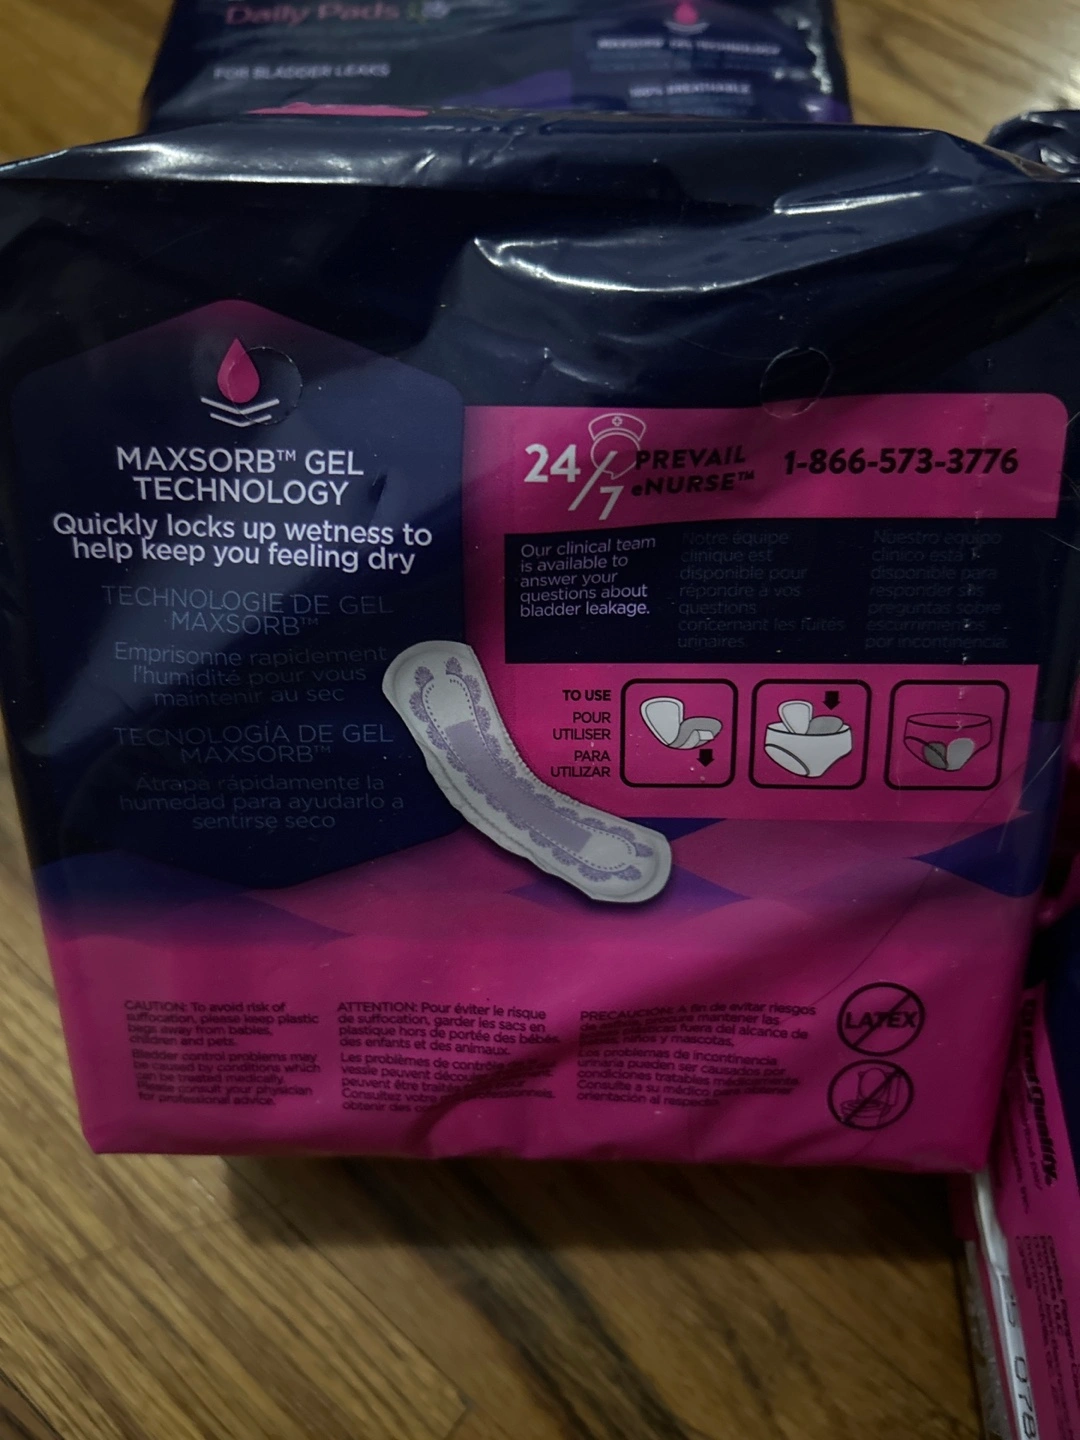 Daily Pads
FOR BLADDER LEAKS
MAXSORB™ GEL TECHNOLOGY
100% BREATHABLE
MAXSORB™ GEL
TECHNOLOGY
Quickly locks up wetness to
help keep you feeling dry
TECHNOLOGIE DE GEL
MAXSORB™
Emprisonne rapidement
l'humidité pour vous
maintenir au sec
TECNOLOGÍA DE GEL
MAXSORB™
Atrapa rápidamente la
humedad para ayudarlo a
sentirse seco
24/7
PREVAIL
eNURSE™
1-866-573-3776
Our clinical team
is available to
answer your
questions about
bladder leakage.
Notre équipe
clinique est
disponible pour
répondre à vos
questions
concernant les fuites
urinaires.
Nuestro equipo
clínico está
disponible para
responder sus
preguntas sobre
escurrimientos
por incontinencia.
TO USE
POUR
UTILISER
PARA
UTILIZAR
CAUTION: To avoid risk of
suffocation, please keep plastic
bags away from babies,
children and pets.
Bladder control problems may
be caused by conditions which
can be treated medically.
Please consult your physician
for professional advice.
ATTENTION: Pour éviter le risque
de suffocation, garder les sacs en
plastique hors de portée des bébés,
des enfants et des animaux.
Les problèmes de contrôle
vessie peuvent découler
peuvent être traités
Consultez votre
obtenir des
PRECAUCIÓN: A fin de evitar riesgos
mantener las
fuera del alcance de
niños y mascotas.
Los problemas de incontinencia
urinaria pueden ser causados por
condiciones tratables médicamente.
Consulte a su médico para obtener
orientación al respecto.
LATEX